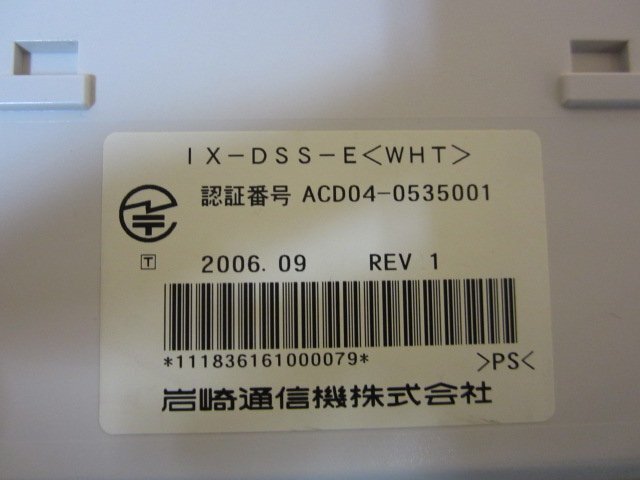 IX-DSS-E<WHT>
認証番号 ACD04-0535001
T 2006.09 REV 1
*111836161000079* >PS<
岩崎通信機株式会社